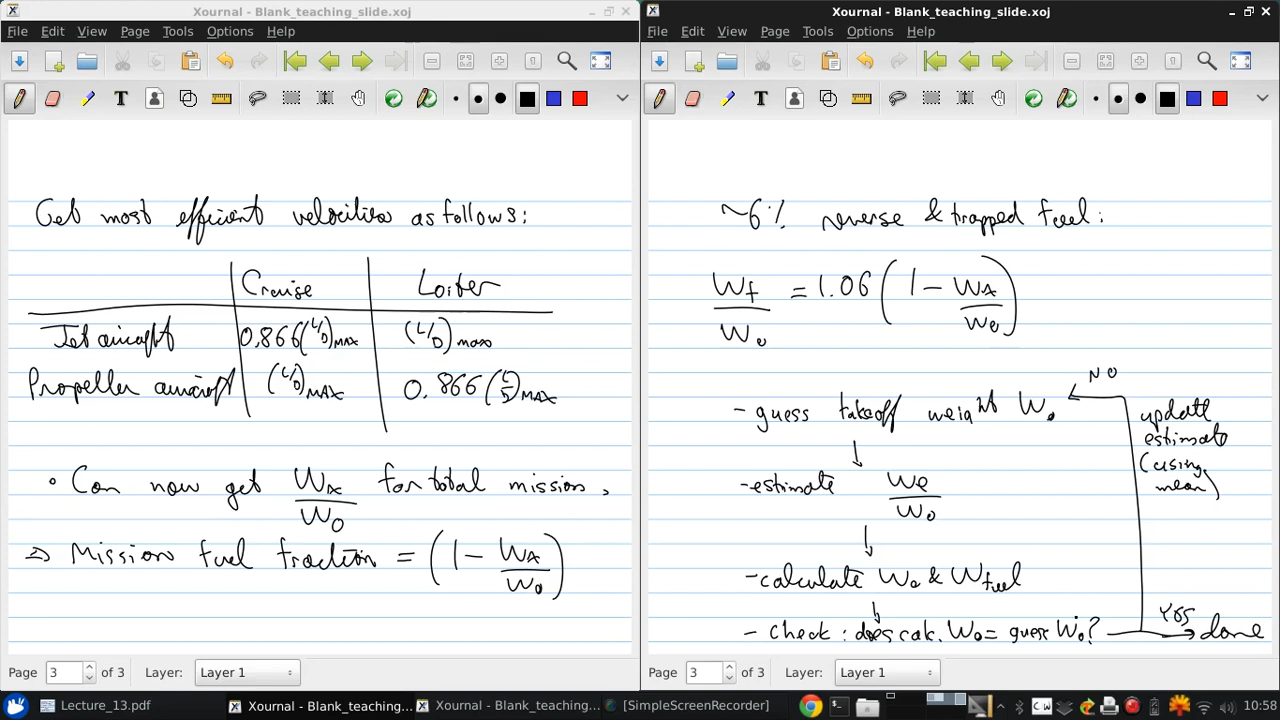 Xournal - Blank_teaching_slide.xoj
File Edit View Page Tools Options Help
Get most efficient velocities as follows:
Cruise Loiter
Jet aircraft 0.866(L/D)MAX (L/D)max
Propeller aircraft (L/D)MAX 0.866(L/D)MAX
• Can now get Wx/W0 for total mission,
⇒ Mission fuel fraction = (1 - Wx/W0)
Page 3 of 3 Layer: Layer 1
Xournal - Blank_teaching_slide.xoj
File Edit View Page Tools Options Help
~6% reverse & trapped fuel:
Wf/W0 = 1.06(1 - Wx/W0)
NO
- guess takeoff weight W0
update estimate (using mean)
↓
- estimate We/W0
↓
- calculate We & Wfuel
↓
- check: does calc. W0 = guess W0? YES → done
Page 3 of 3 Layer: Layer 1
Lecture_13.pdf Xournal - Blank_teaching_... Xournal - Blank_teaching_... [SimpleScreenRecorder] 10:58